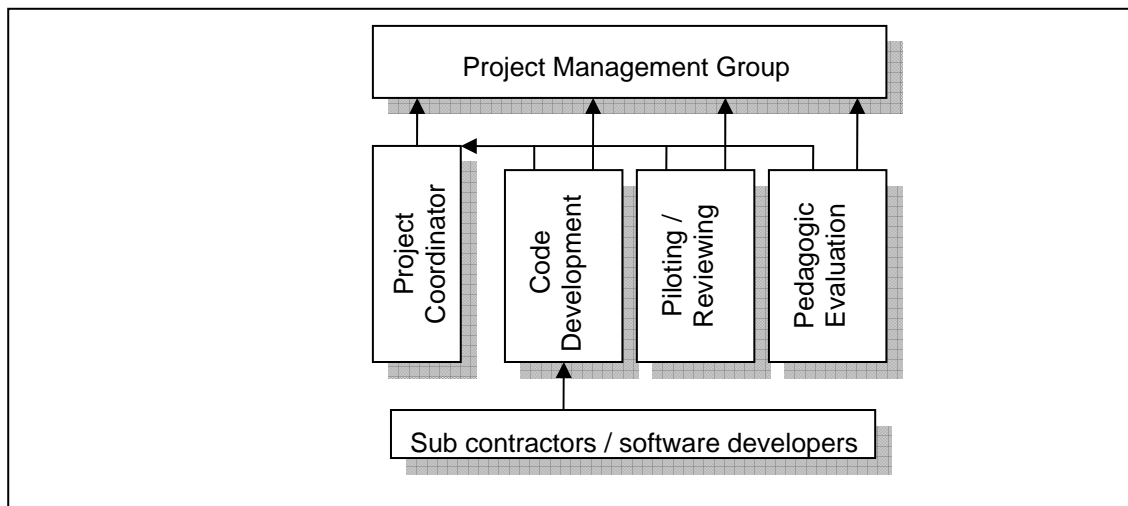 Project Management Group
Project
Coordinator
Code
Development
Piloting /
Reviewing
Pedagogic
Evaluation
Sub contractors / software developers